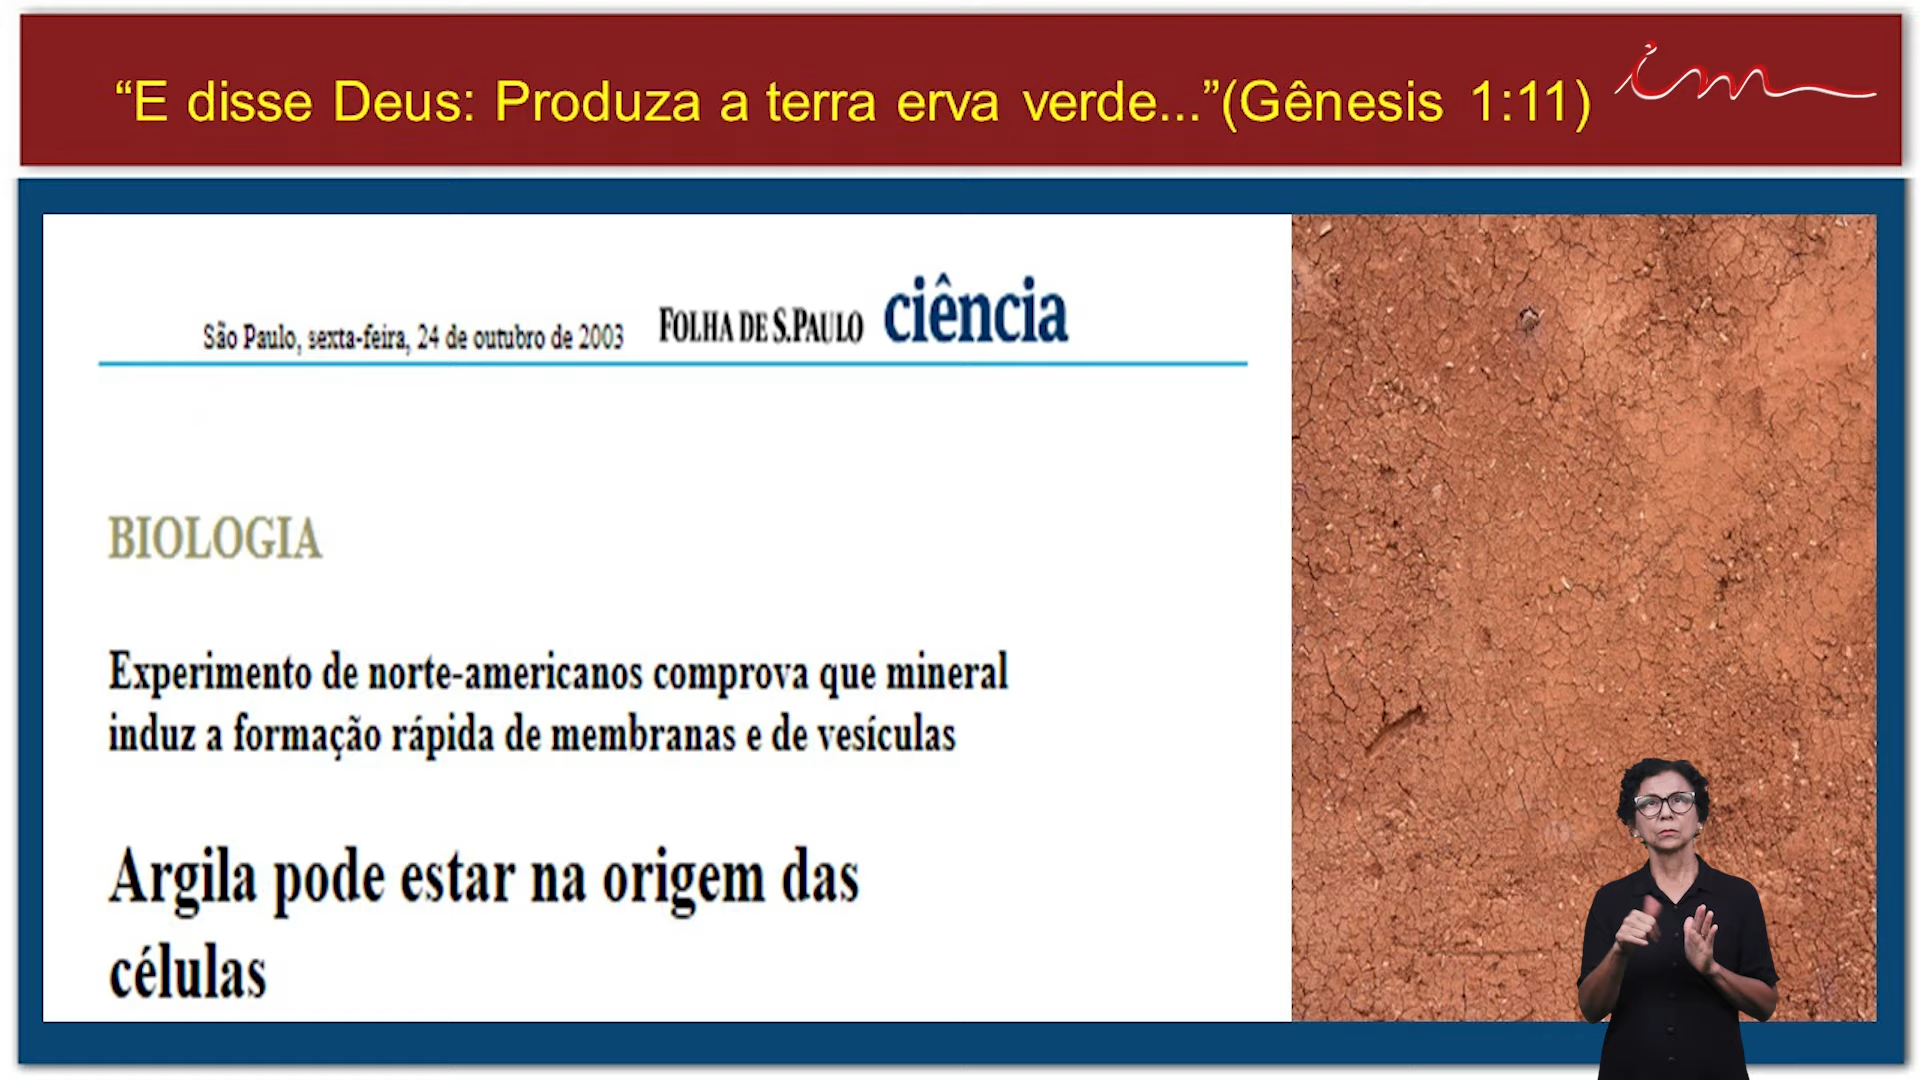 “E disse Deus: Produza a terra erva verde...”(Gênesis 1:11)
im
São Paulo, sexta-feira, 24 de outubro de 2003 FOLHA DE S.PAULO ciência
BIOLOGIA
Experimento de norte-americanos comprova que mineral
induz a formação rápida de membranas e de vesículas
Argila pode estar na origem das
células